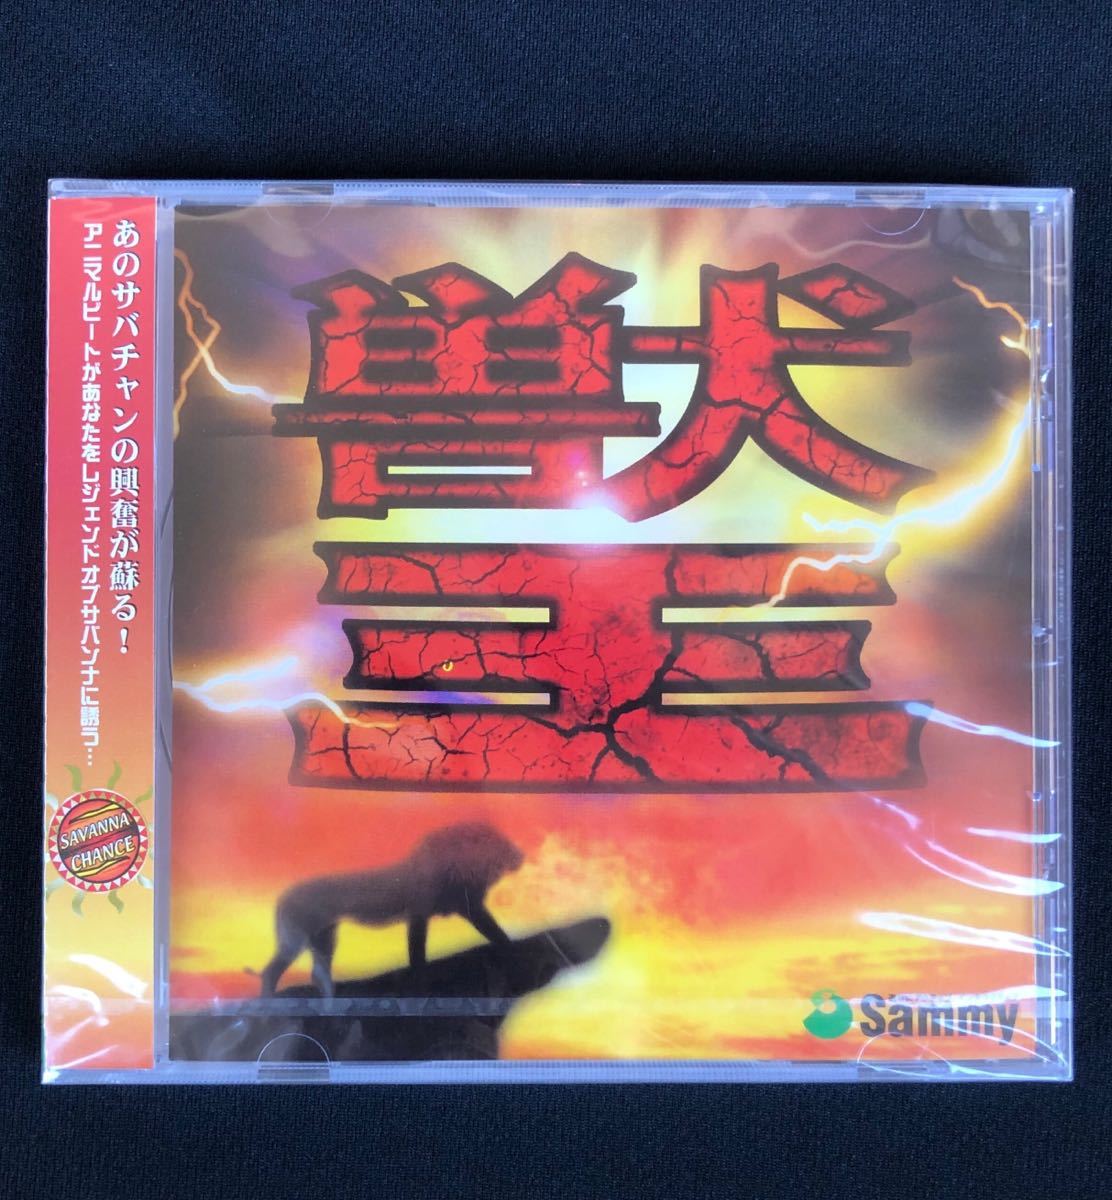 あのサバチャンの興奮が蘇る！
アニマルビートがあなたをレジェンドオブサバンナに誘う…
SAVANNA
CHANCE
獣
王
Sammy